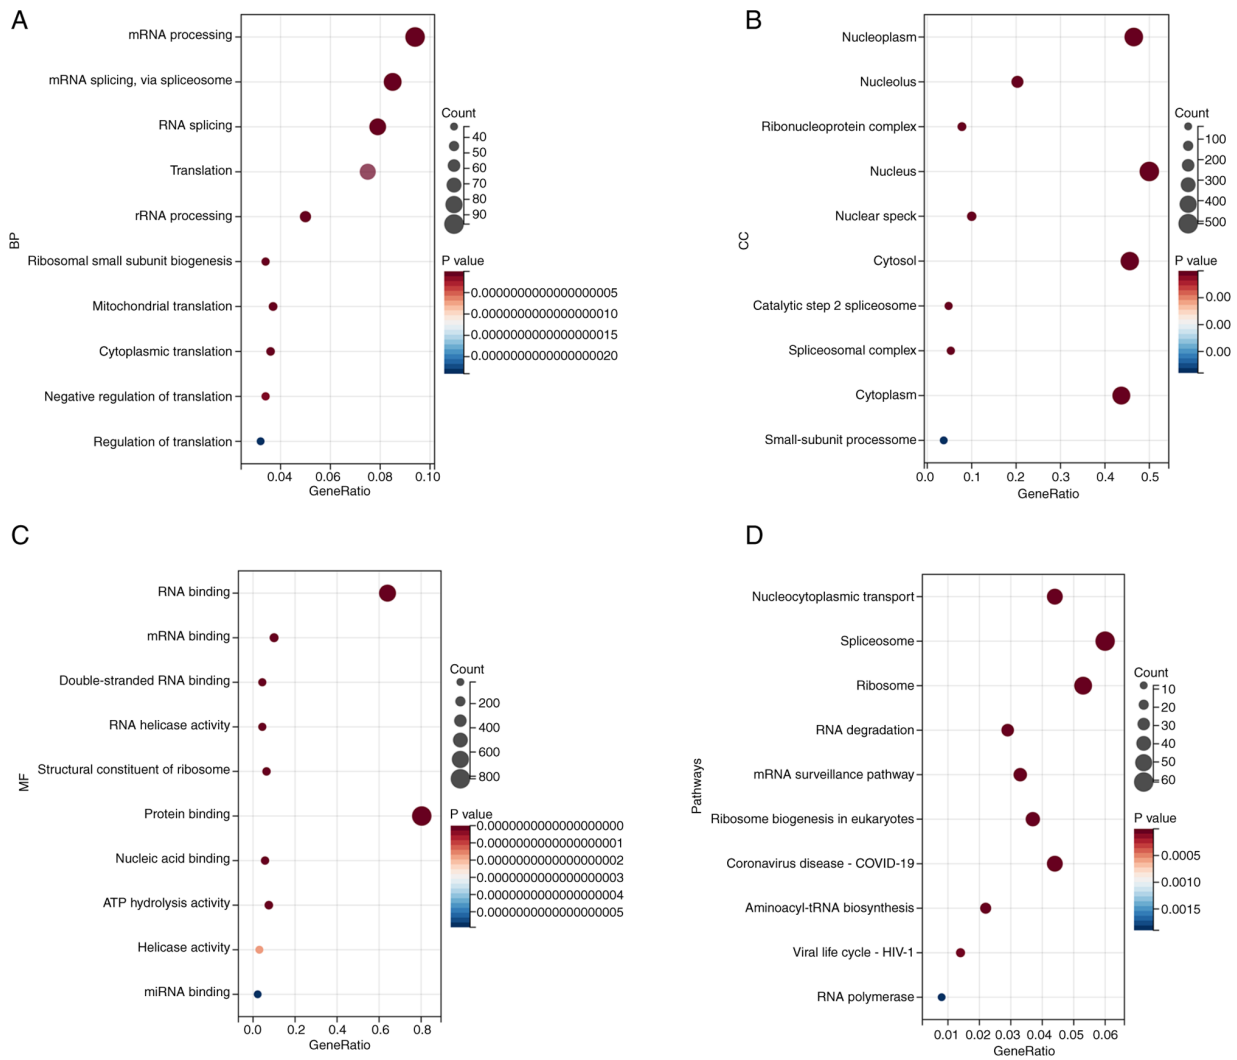 A
mRNA processing
mRNA splicing, via spliceosome
RNA splicing
Translation
rRNA processing
Ribosomal small subunit biogenesis
Mitochondrial translation
Cytoplasmic translation
Negative regulation of translation
Regulation of translation
BP
0.04 0.06 0.08 0.10
GeneRatio
Count
40
50
60
70
80
90
P value
0.0000000000000000005
0.0000000000000000010
0.0000000000000000015
0.0000000000000000020
B
Nucleoplasm
Nucleolus
Ribonucleoprotein complex
Nucleus
Nuclear speck
Cytosol
Catalytic step 2 spliceosome
Spliceosomal complex
Cytoplasm
Small-subunit processome
CC
0.0 0.1 0.2 0.3 0.4 0.5
GeneRatio
Count
100
200
300
400
500
P value
0.00
0.00
0.00
C
RNA binding
mRNA binding
Double-stranded RNA binding
RNA helicase activity
Structural constituent of ribosome
Protein binding
Nucleic acid binding
ATP hydrolysis activity
Helicase activity
miRNA binding
MF
0.0 0.2 0.4 0.6 0.8
GeneRatio
Count
200
400
600
800
P value
0.0000000000000000000
0.0000000000000000001
0.0000000000000000002
0.0000000000000000003
0.0000000000000000004
0.0000000000000000005
D
Nucleocytoplasmic transport
Spliceosome
Ribosome
RNA degradation
mRNA surveillance pathway
Ribosome biogenesis in eukaryotes
Coronavirus disease - COVID-19
Aminoacyl-tRNA biosynthesis
Viral life cycle - HIV-1
RNA polymerase
Pathways
0.01 0.02 0.03 0.04 0.05 0.06
GeneRatio
Count
10
20
30
40
50
60
P value
0.0005
0.0010
0.0015